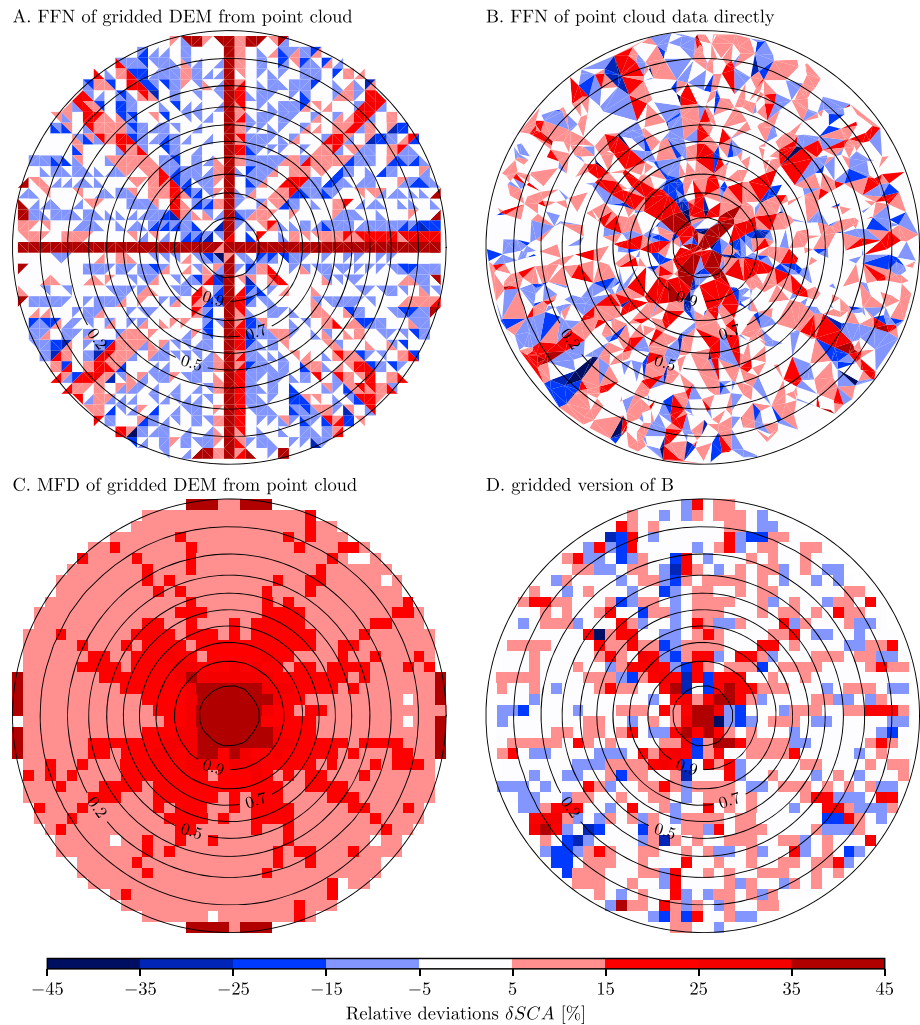 A. FFN of gridded DEM from point cloud
B. FFN of point cloud data directly
0.9
0.7
0.5
0.2
0.9
0.7
0.5
0.2
C. MFD of gridded DEM from point cloud
D. gridded version of B
0.9
0.7
0.5
0.2
0.9
0.7
0.5
0.2
−45 −35 −25 −15 −5 5 15 25 35 45
Relative deviations δSCA [%]